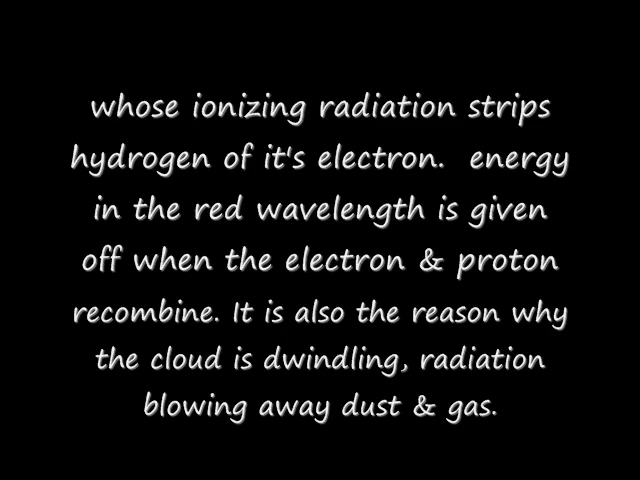 whose ionizing radiation strips
hydrogen of it's electron. energy
in the red wavelength is given
off when the electron & proton
recombine. It is also the reason why
the cloud is dwindling, radiation
blowing away dust & gas.